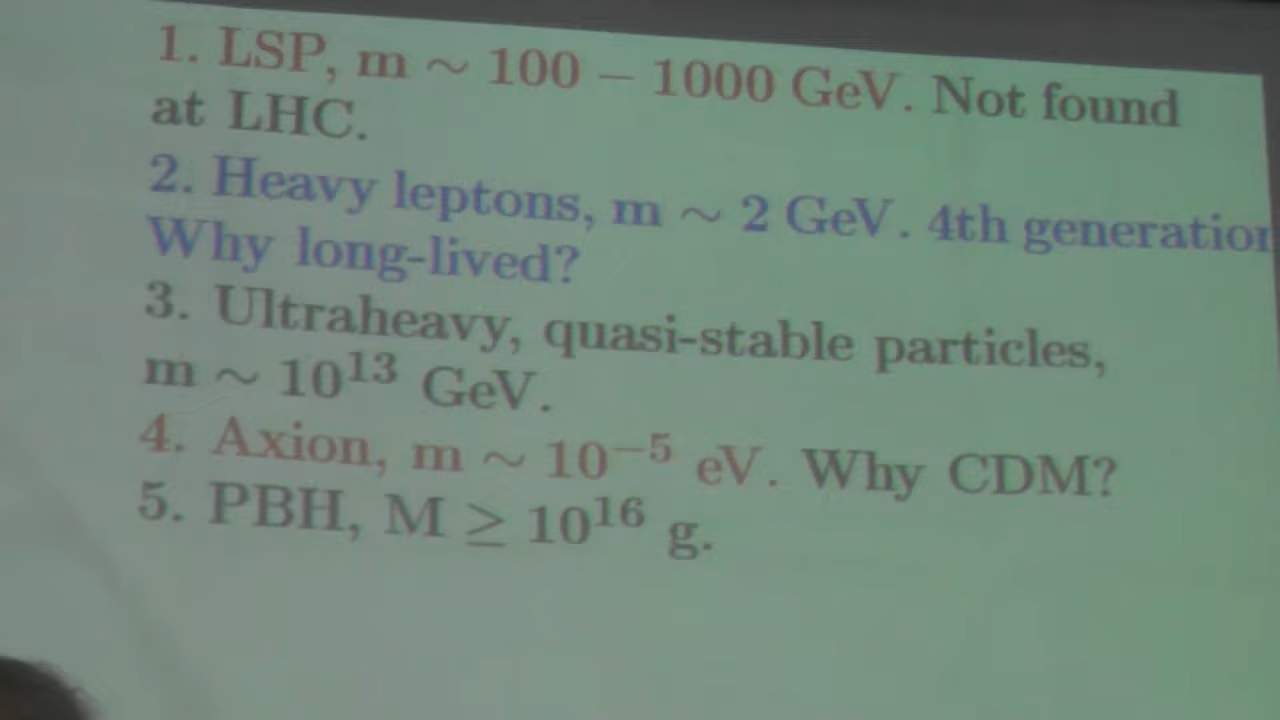 1. LSP, m ∼ 100 – 1000 GeV. Not found
at LHC.
2. Heavy leptons, m ∼ 2 GeV. 4th generation
Why long-lived?
3. Ultraheavy, quasi-stable particles,
m ∼ 10¹³ GeV.
4. Axion, m ∼ 10⁻⁵ eV. Why CDM?
5. PBH, M ≥ 10¹⁶ g.